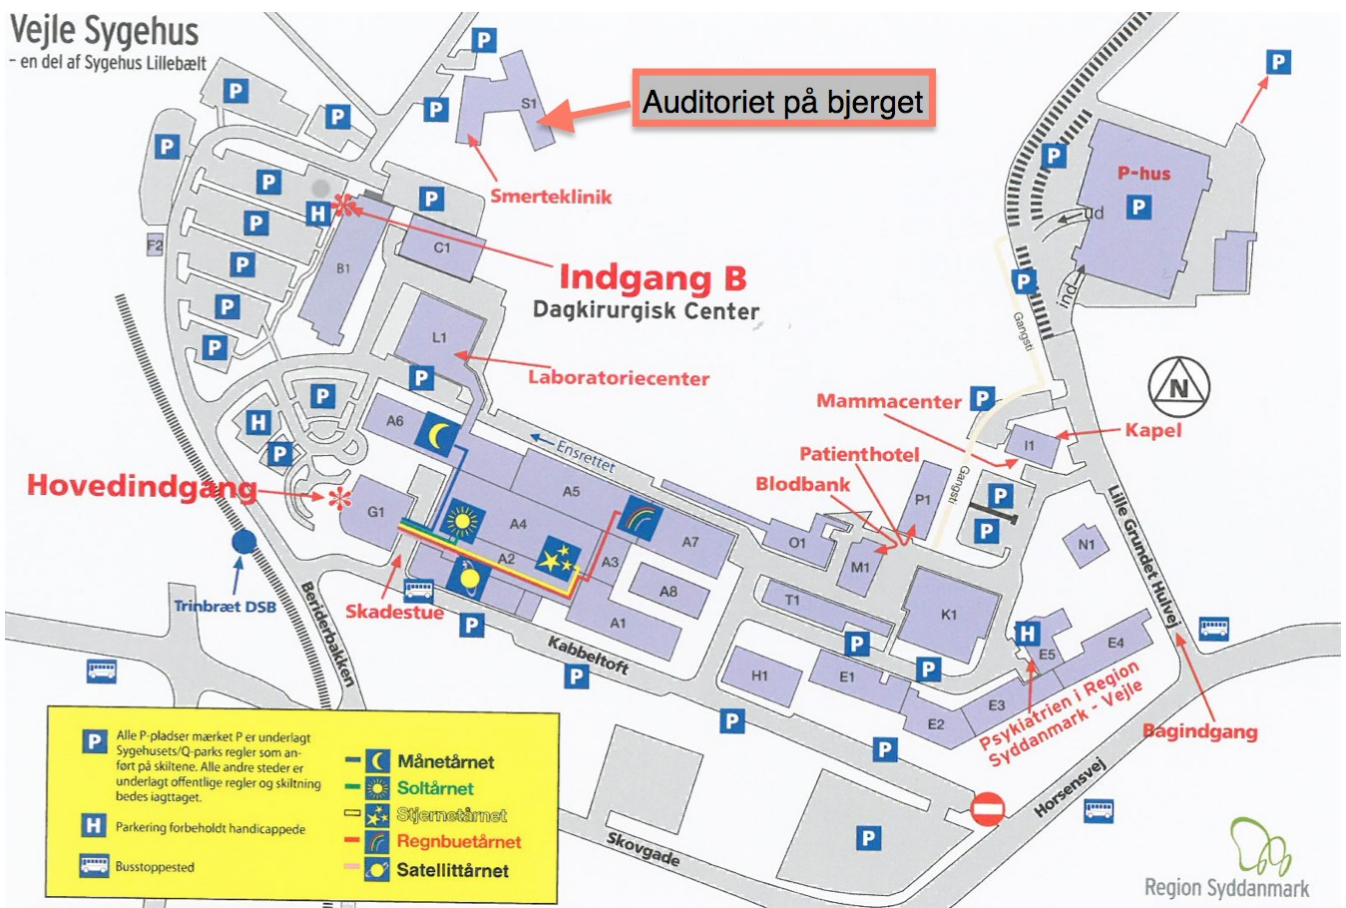 Vejle Sygehus
– en del af Sygehus Lillebælt
P
P
P
P
P
P
S1
Auditoriet på bjerget
P
Smerteklinik
P
P
P-hus
P
ud
ind
P
H
P
P
F2
B1
C1
Indgang B
Dagkirurgisk Center
P
P
P
Gangsti
L1
Laboratoriecenter
P
N
P
H
P
A6
Ensrettet
Mammacenter
P
I1
Kapel
Patienthotel
Blodbank
Gangsti
P1
P
P
Hovedindgang
G1
A5
A4
A2
A3
A7
A8
A1
O1
M1
N1
Lille Grundet Hulvej
Trinbræt DSB
Beriderbakken
Skadestue
P
Kabbeltoft
P
T1
K1
P
P
H
E5
E4
H1
E1
E2
E3
Psykiatrien i Region
Syddanmark - Vejle
Bagindgang
P
P
Horsensvej
Skovgade
P
P
Alle P-pladser mærket P er underlagt
Sygehusets/Q-parks regler som an-
ført på skiltene. Alle andre steder er
underlagt offentlige regler og skiltning
bedes iagttaget.
H
Parkering forbeholdt handicappede
Busstoppested
Månetårnet
Soltårnet
Stjernetårnet
Regnbuetårnet
Satellittårnet
Region Syddanmark